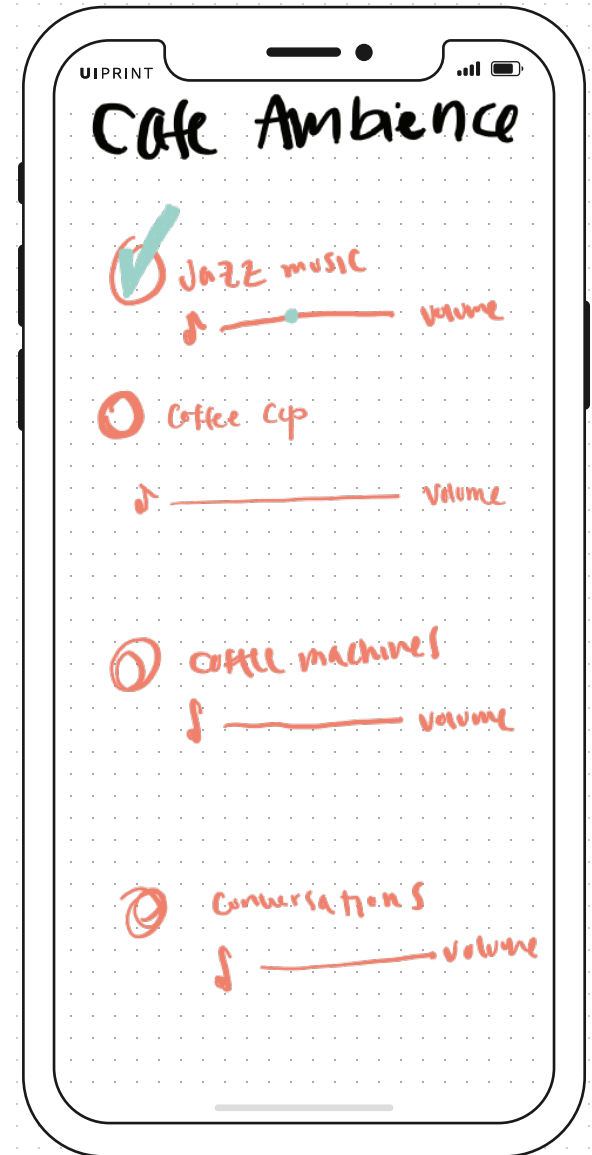 UIPRINT
Cafe Ambience
Jazz music
volume
Coffee Cup
volume
coffee machines
volume
Conversations
volume